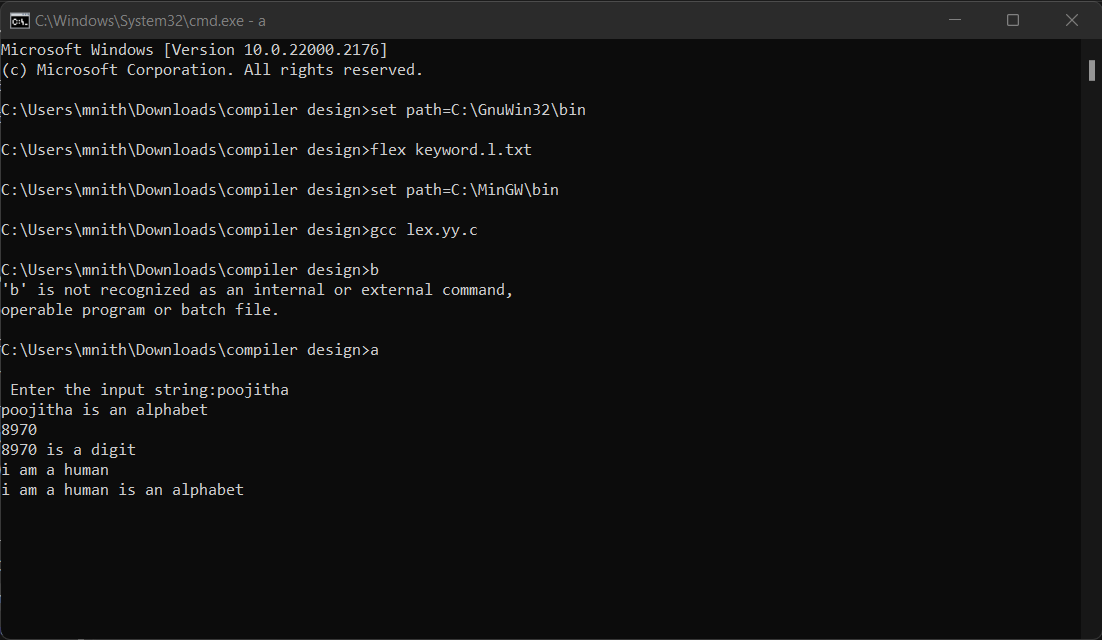 C:\Windows\System32\cmd.exe - a
Microsoft Windows [Version 10.0.22000.2176]
(c) Microsoft Corporation. All rights reserved.
C:\Users\mnith\Downloads\compiler design>set path=C:\GnuWin32\bin
C:\Users\mnith\Downloads\compiler design>flex keyword.l.txt
C:\Users\mnith\Downloads\compiler design>set path=C:\MinGW\bin
C:\Users\mnith\Downloads\compiler design>gcc lex.yy.c
C:\Users\mnith\Downloads\compiler design>b
'b' is not recognized as an internal or external command,
operable program or batch file.
C:\Users\mnith\Downloads\compiler design>a
Enter the input string:poojitha
poojitha is an alphabet
8970
8970 is a digit
i am a human
i am a human is an alphabet